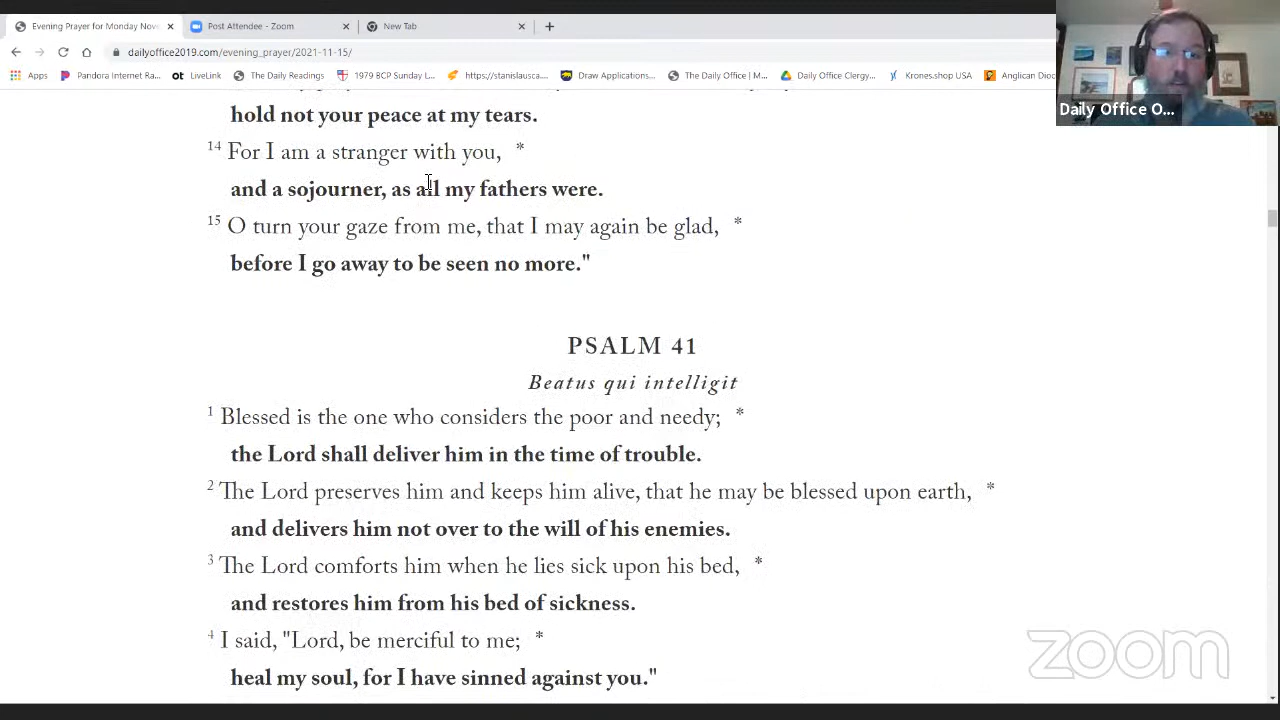 Evening Prayer for Monday Nov
Post Attendee - Zoom
New Tab
dailyoffice2019.com/evening_prayer/2021-11-15/
Apps
Pandora Internet Ra...
LiveLink
The Daily Readings
1979 BCP Sunday L...
https://stanislausca...
Draw Applications...
The Daily Office | M...
Daily Office Clergy...
Krones.shop USA
Anglican Dioc
Daily Office O...
hold not your peace at my tears.
14 For I am a stranger with you, *
and a sojourner, as all my fathers were.
15 O turn your gaze from me, that I may again be glad, *
before I go away to be seen no more."
PSALM 41
Beatus qui intelligit
1 Blessed is the one who considers the poor and needy; *
the Lord shall deliver him in the time of trouble.
2 The Lord preserves him and keeps him alive, that he may be blessed upon earth, *
and delivers him not over to the will of his enemies.
3 The Lord comforts him when he lies sick upon his bed, *
and restores him from his bed of sickness.
4 I said, "Lord, be merciful to me; *
heal my soul, for I have sinned against you."
zoom